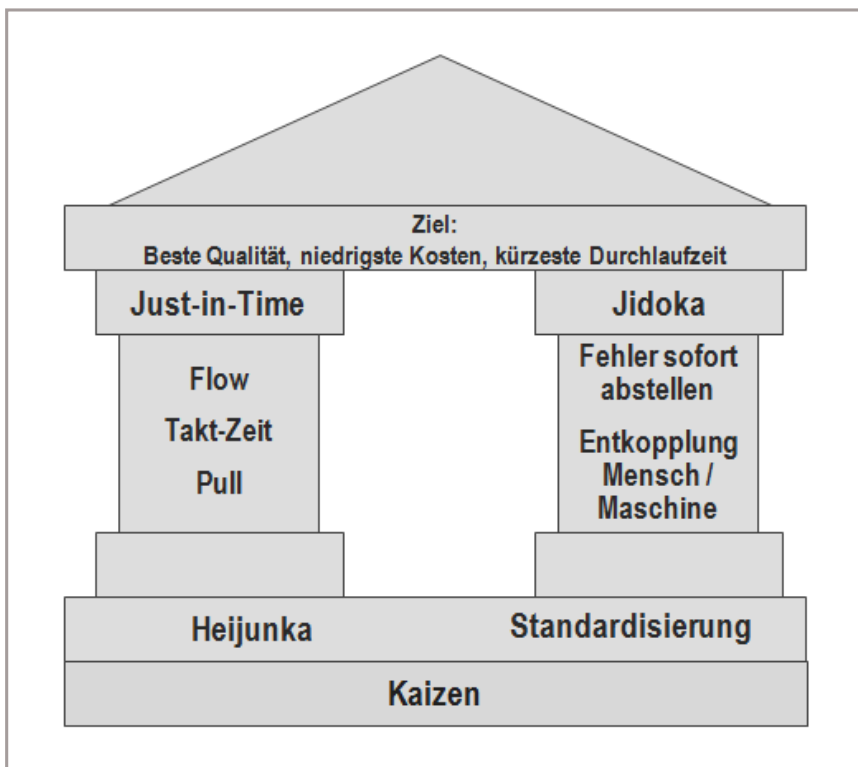 Ziel:
Beste Qualität, niedrigste Kosten, kürzeste Durchlaufzeit
Just-in-Time
Flow
Takt-Zeit
Pull
Jidoka
Fehler sofort
abstellen
Entkopplung
Mensch /
Maschine
Heijunka
Standardisierung
Kaizen